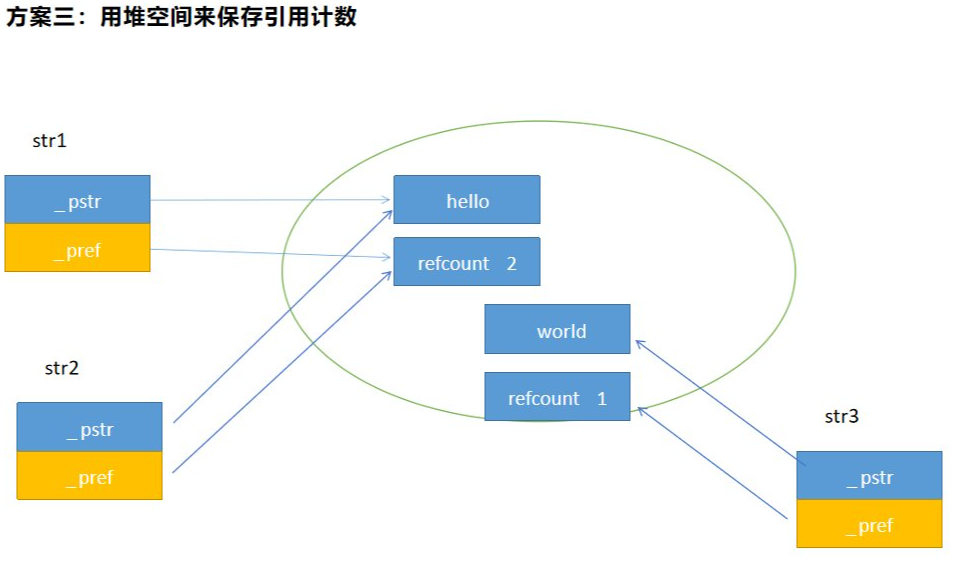 方案三：用堆空间来保存引用计数
str1
_pstr
_pref
hello
refcount 2
world
refcount 1
str2
_pstr
_pref
str3
_pstr
_pref